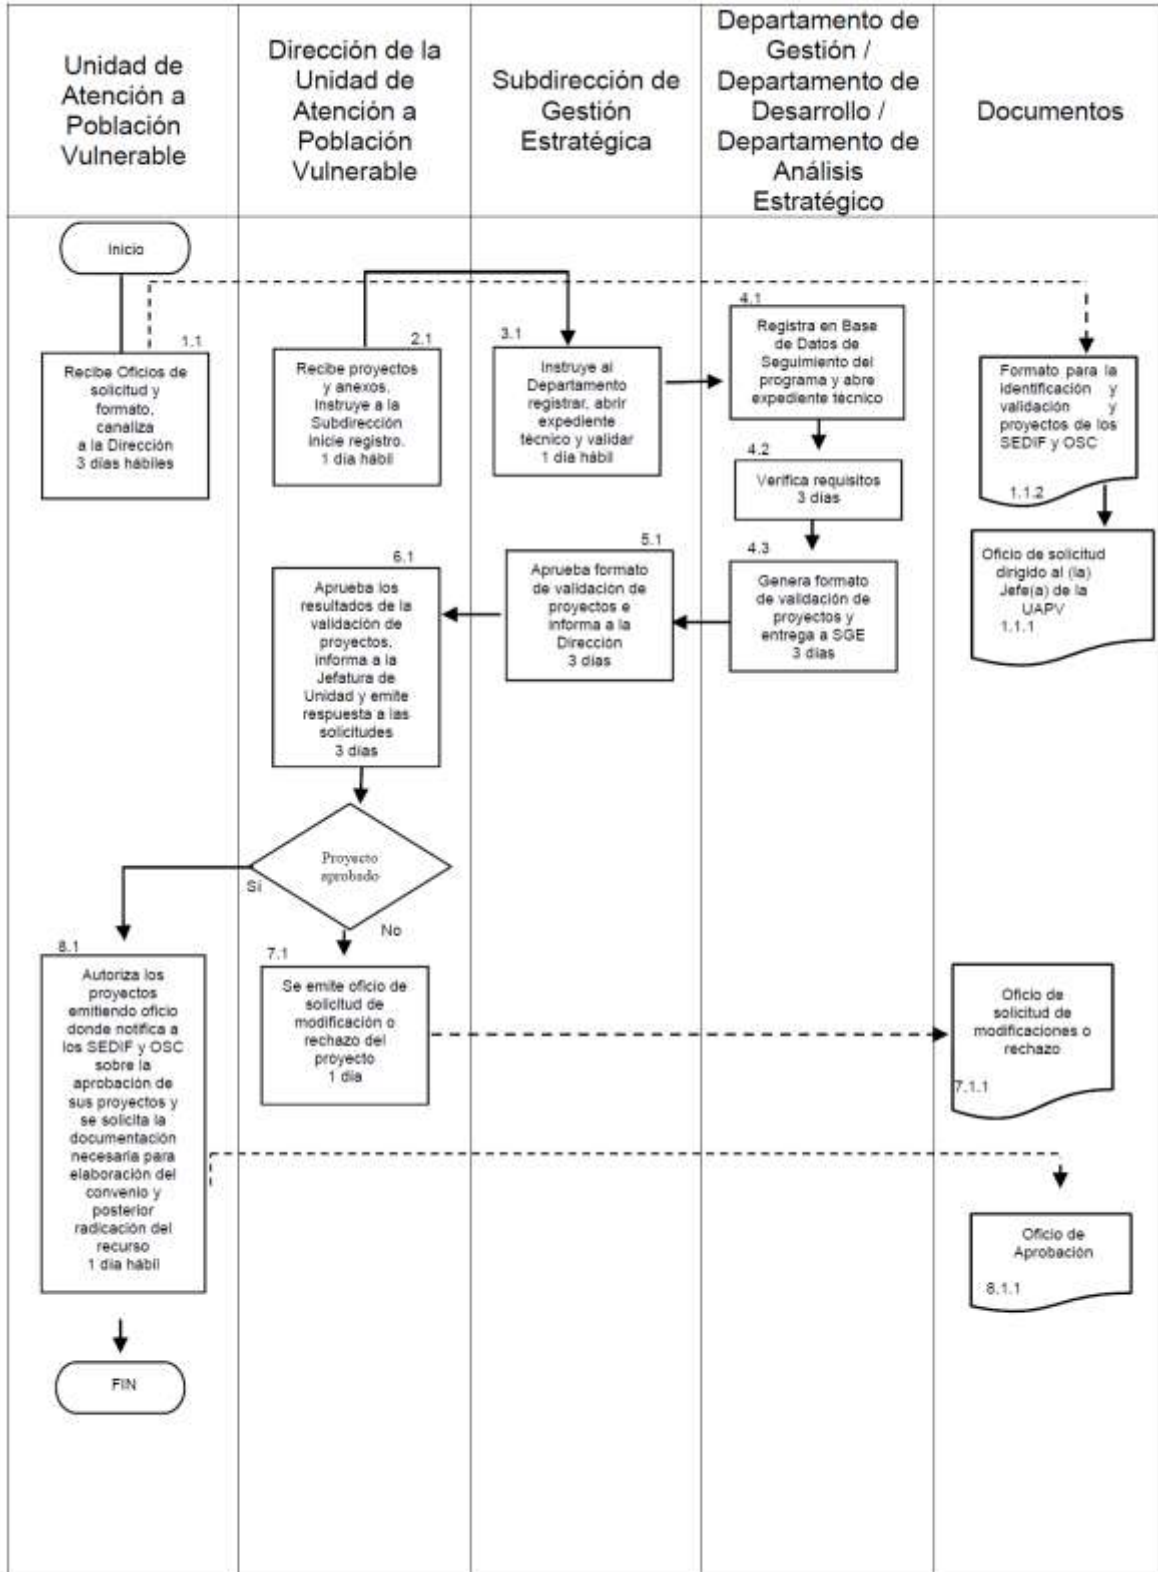 Unidad de
Atención a
Población
Vulnerable
Dirección de la
Unidad de
Atención a
Población
Vulnerable
Subdirección de
Gestión
Estratégica
Departamento de
Gestión /
Departamento de
Desarrollo /
Departamento de
Análisis
Estratégico
Documentos
Inicio
1.1
Recibe Oficios de
solicitud y
formato,
canaliza
a la Dirección
3 días hábiles
2.1
Recibe proyectos
y anexos.
Instruye a la
Subdirección
inicie registro.
1 día hábil
3.1
Instruye al
Departamento
registrar, abrir
expediente
técnico y validar
1 día hábil
4.1
Registra en Base
de Datos de
Seguimiento del
programa y abre
expediente técnico
Formato para la
identificación y
validación y
proyectos de los
SEDIF y OSC
1.1.2
4.2
Verifica requisitos
3 días
4.3
Genera formato
de validación de
proyectos y
entrega a SGE
3 días
Oficio de solicitud
dirigido al (la)
Jefe(a) de la
UAPV
1.1.1
5.1
Aprueba formato
de validación de
proyectos e
informa a la
Dirección
3 días
6.1
Aprueba los
resultados de la
validación de
proyectos,
informa a la
Jefatura de
Unidad y emite
respuesta a las
solicitudes
3 días
Proyecto
aprobado
Si
No
8.1
Autoriza los
proyectos
emitiendo oficio
donde notifica a
los SEDIF y OSC
sobre la
aprobación de
sus proyectos y
se solicita la
documentación
necesaria para
elaboración del
convenio y
posterior
radicación del
recurso
1 día hábil
7.1
Se emite oficio de
solicitud de
modificación o
rechazo del
proyecto
1 día
Oficio de
solicitud de
modificaciones o
rechazo
7.1.1
Oficio de
Aprobación
8.1.1
FIN